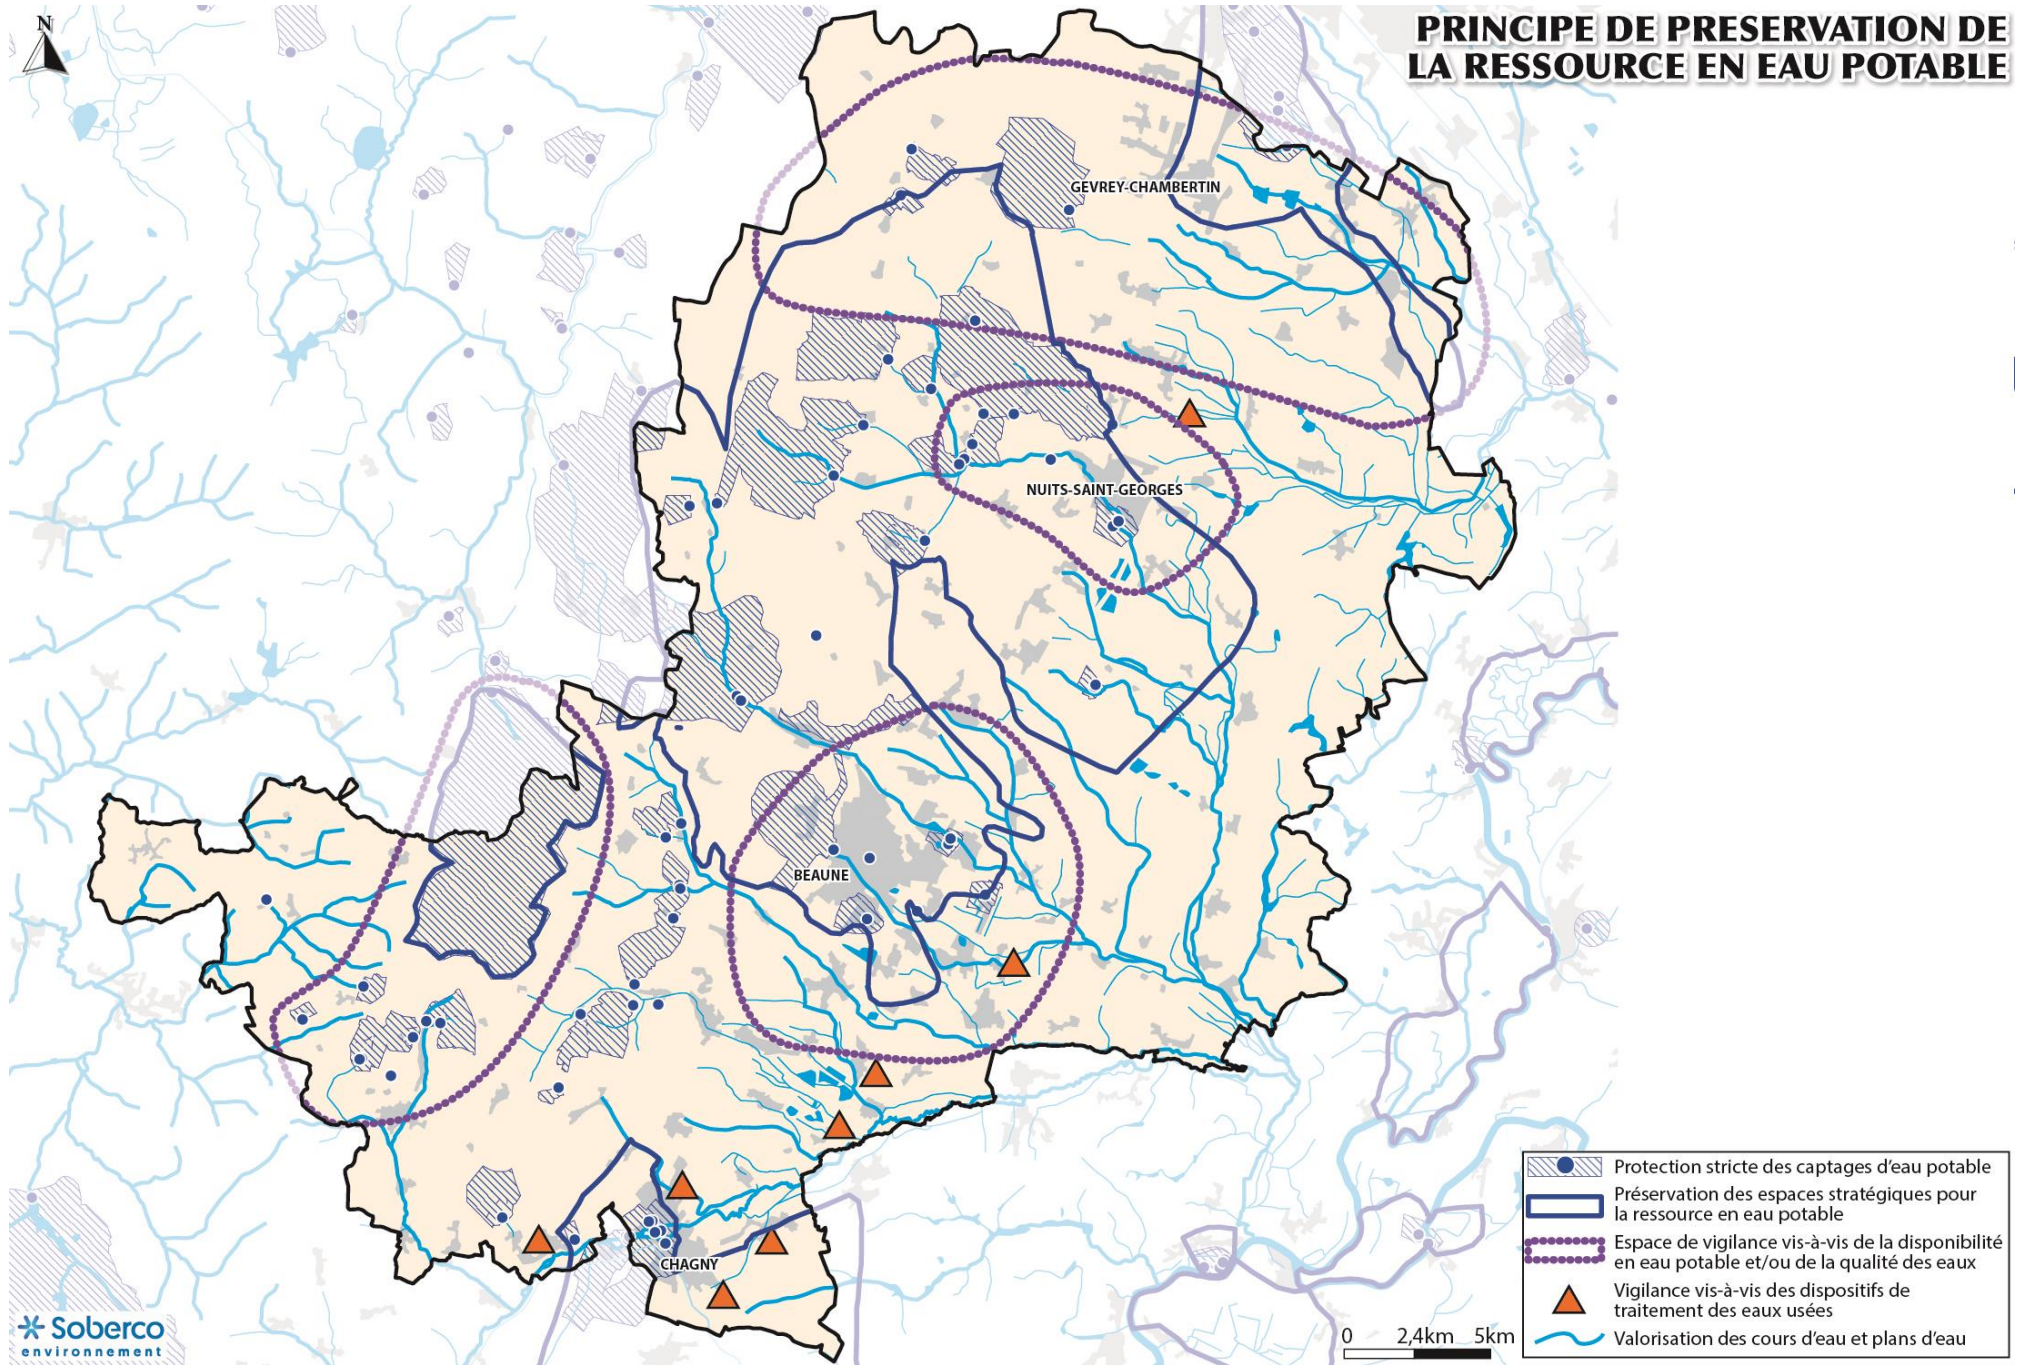 N
PRINCIPE DE PRESERVATION DE
LA RESSOURCE EN EAU POTABLE
GEVREY-CHAMBERTIN
NUITS-SAINT-GEORGES
BEAUNE
CHAGNY
Protection stricte des captages d'eau potable
Préservation des espaces stratégiques pour
la ressource en eau potable
Espace de vigilance vis-à-vis de la disponibilité
en eau potable et/ou de la qualité des eaux
Vigilance vis-à-vis des dispositifs de
traitement des eaux usées
Valorisation des cours d'eau et plans d'eau
0 2,4km 5km
Soberco
environnement